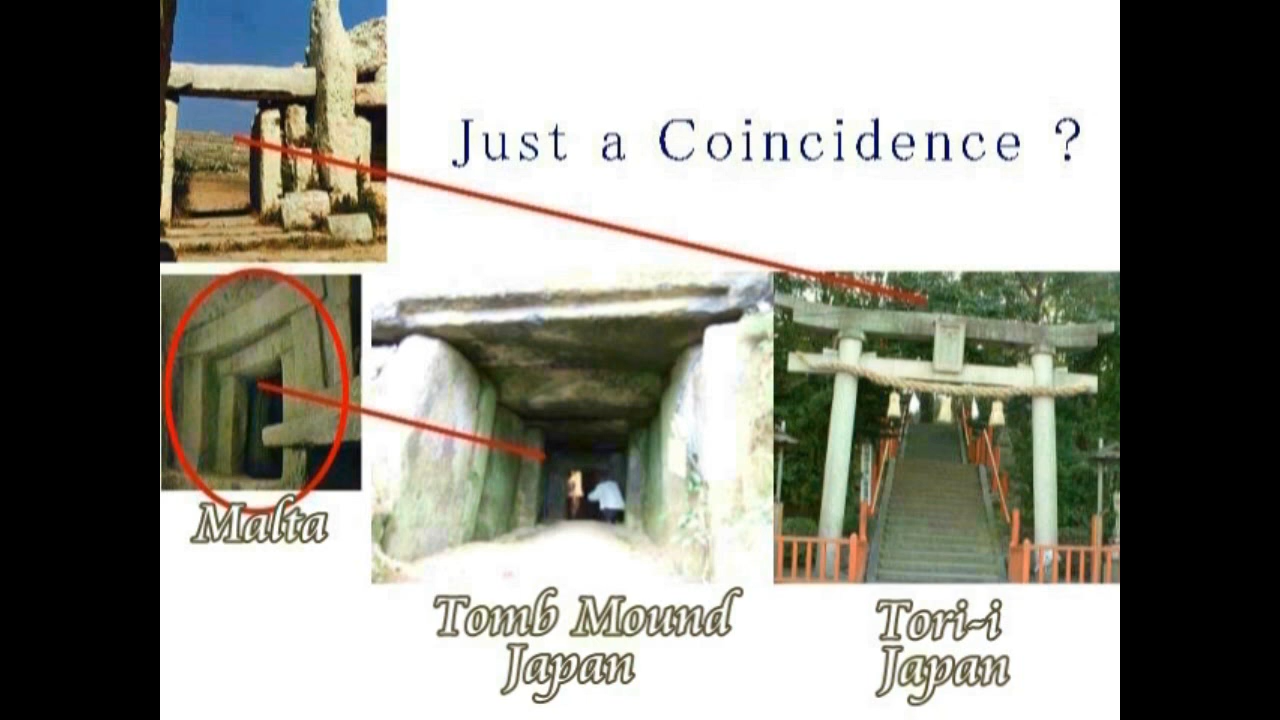 Just a Coincidence ?
Malta
Tomb Mound
Japan
Tori-i
Japan